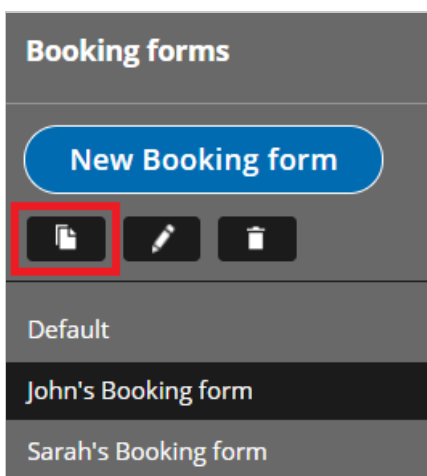 Booking forms
New Booking form
Default
John's Booking form
Sarah's Booking form